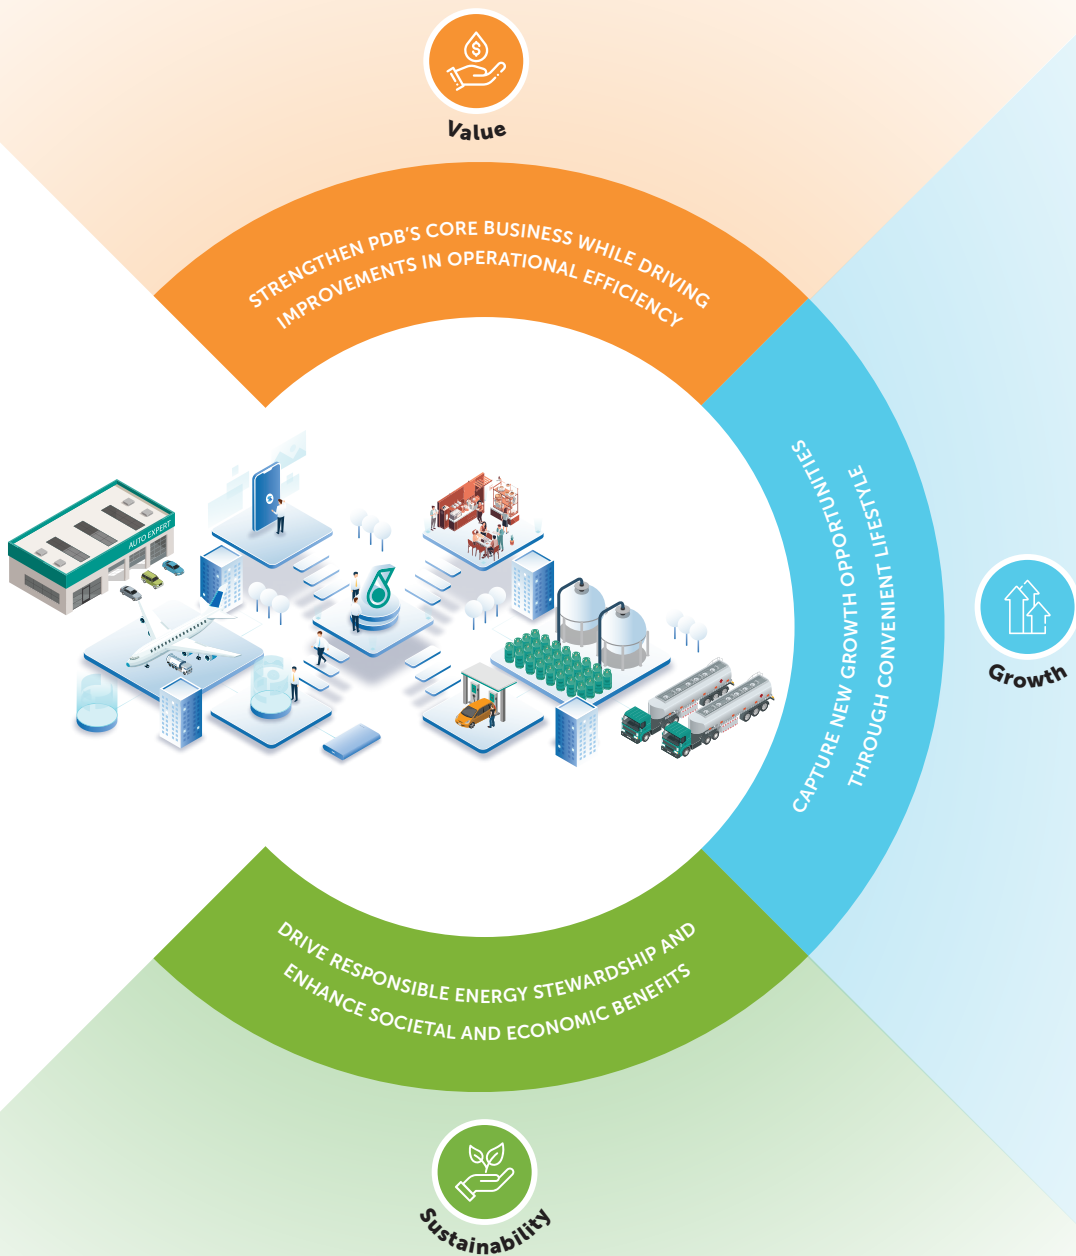 Value
STRENGTHEN PDB'S CORE BUSINESS WHILE DRIVING
IMPROVEMENTS IN OPERATIONAL EFFICIENCY
CAPTURE NEW GROWTH OPPORTUNITIES
THROUGH CONVENIENT LIFESTYLE
Growth
AUTO EXPERT
DRIVE RESPONSIBLE ENERGY STEWARDSHIP AND
ENHANCE SOCIETAL AND ECONOMIC BENEFITS
Sustainability